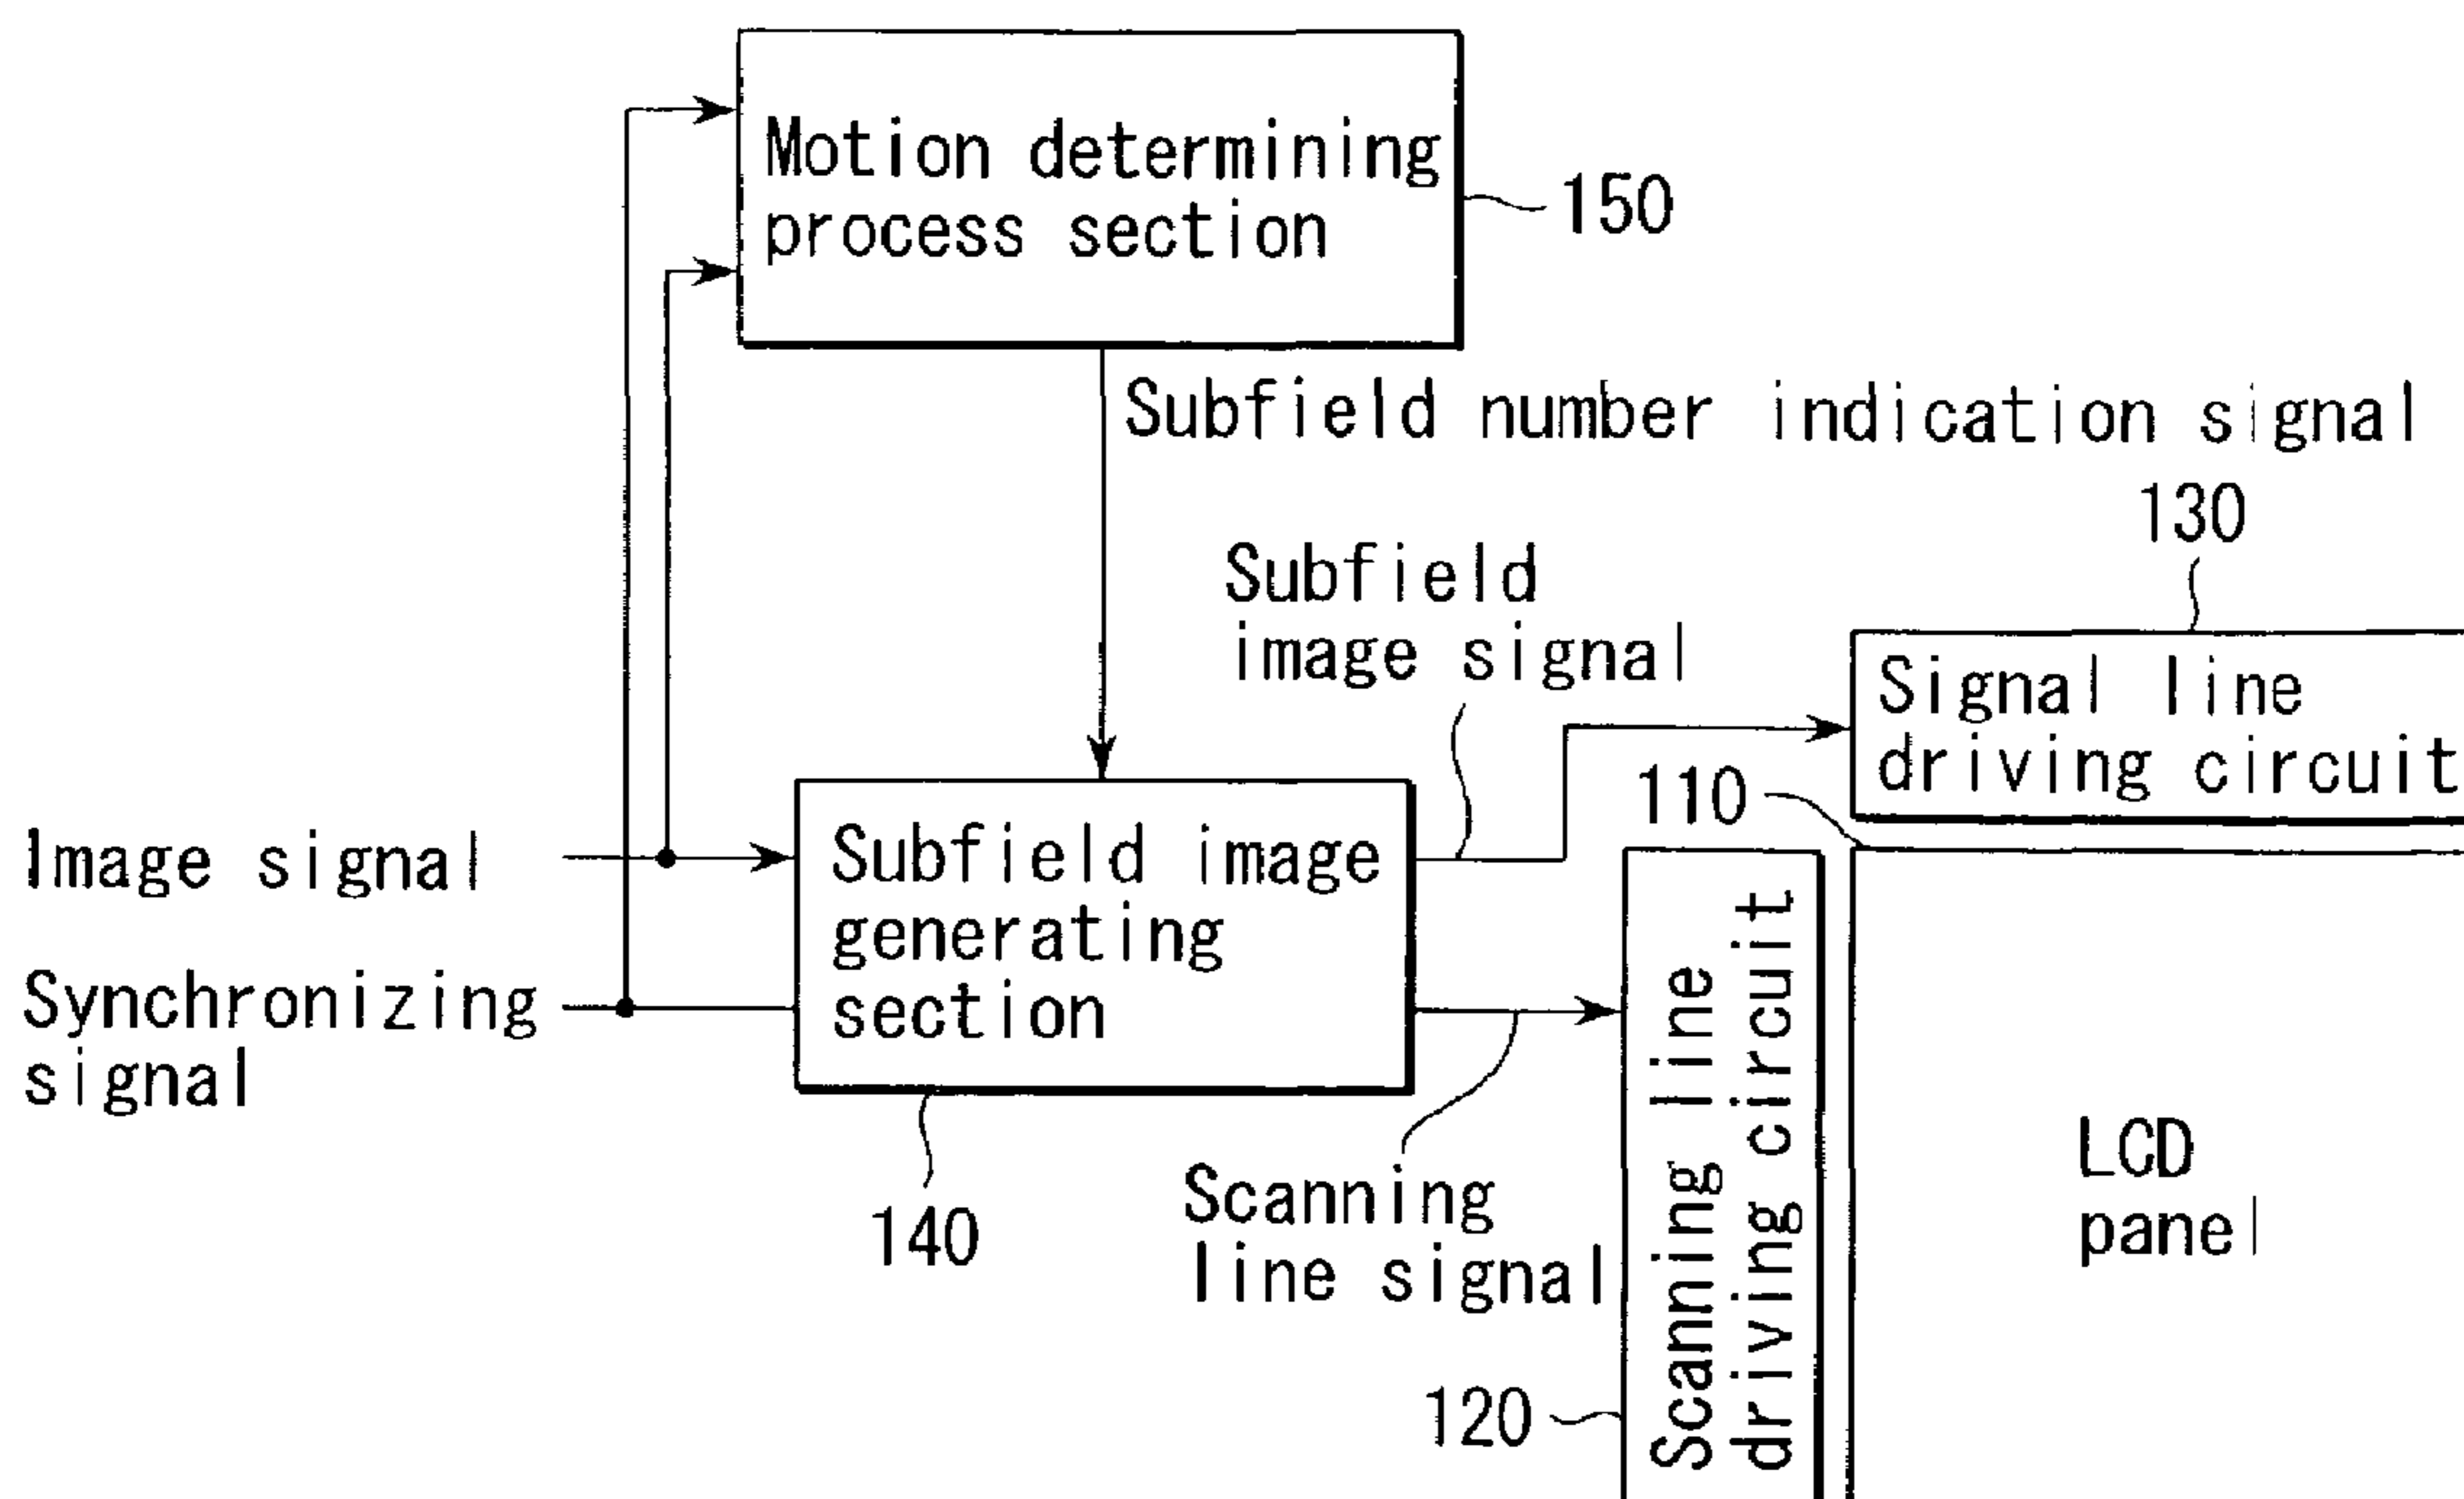 Motion determining
process section
150
Subfield number indication signal
130
Subfield
image signal
Signal line
driving circuit
110
Image signal
Subfield image
generating
section
Synchronizing
signal
Scanning line
driving circuit
LCD
panel
Scanning
line signal
140
120